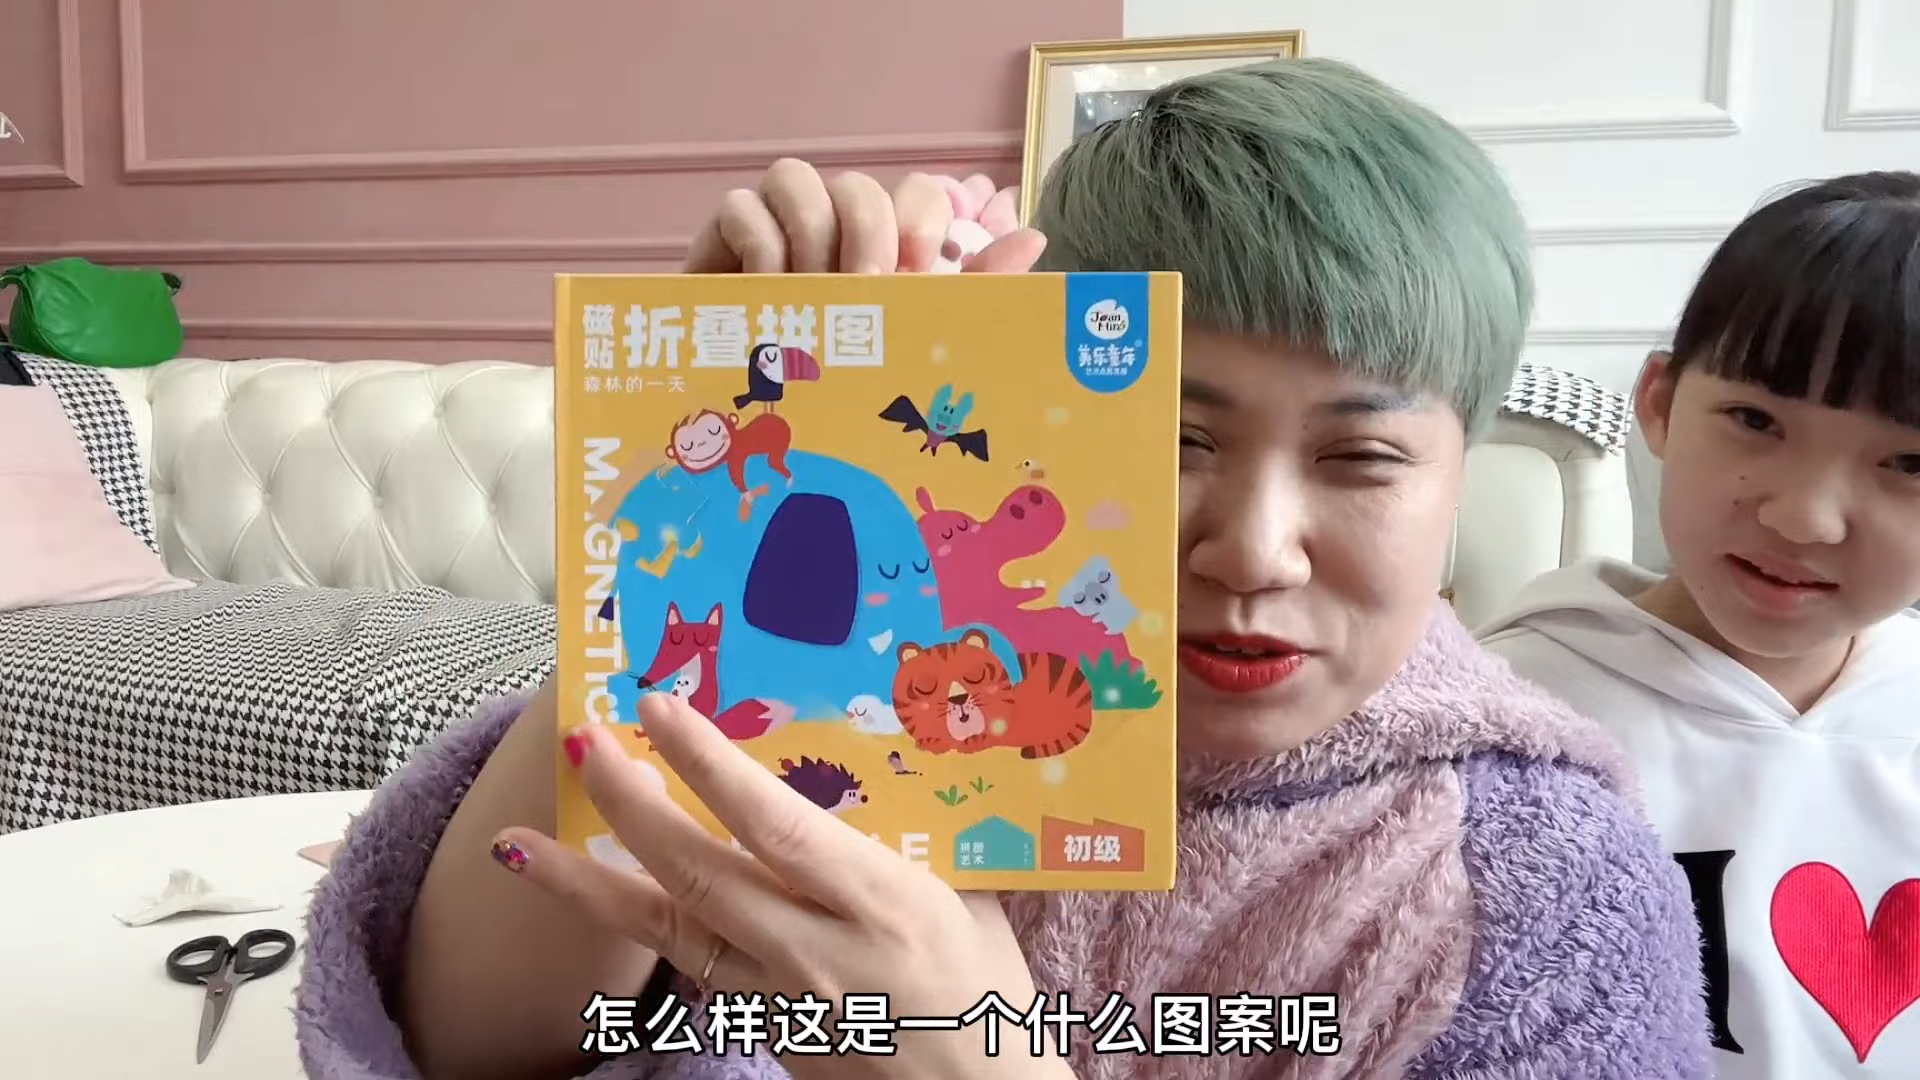 磁贴
折叠拼图
森林的一天
MAGNETIC
Joan
Miró
美乐童年
拼图
艺术
初级
I
怎么样这是一个什么图案呢